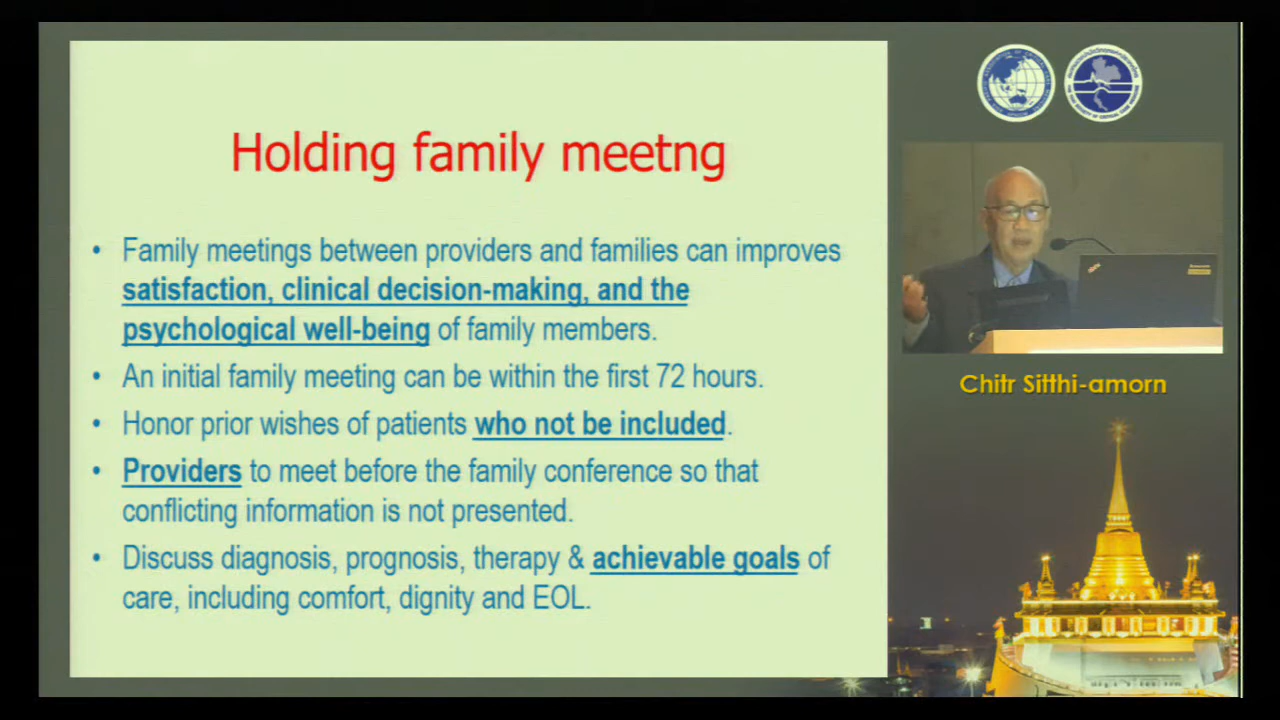 Holding family meetng
• Family meetings between providers and families can improves
satisfaction, clinical decision-making, and the
psychological well-being of family members.
• An initial family meeting can be within the first 72 hours.
• Honor prior wishes of patients who not be included.
• Providers to meet before the family conference so that
conflicting information is not presented.
• Discuss diagnosis, prognosis, therapy & achievable goals of
care, including comfort, dignity and EOL.
Chitr Sitthi-amorn